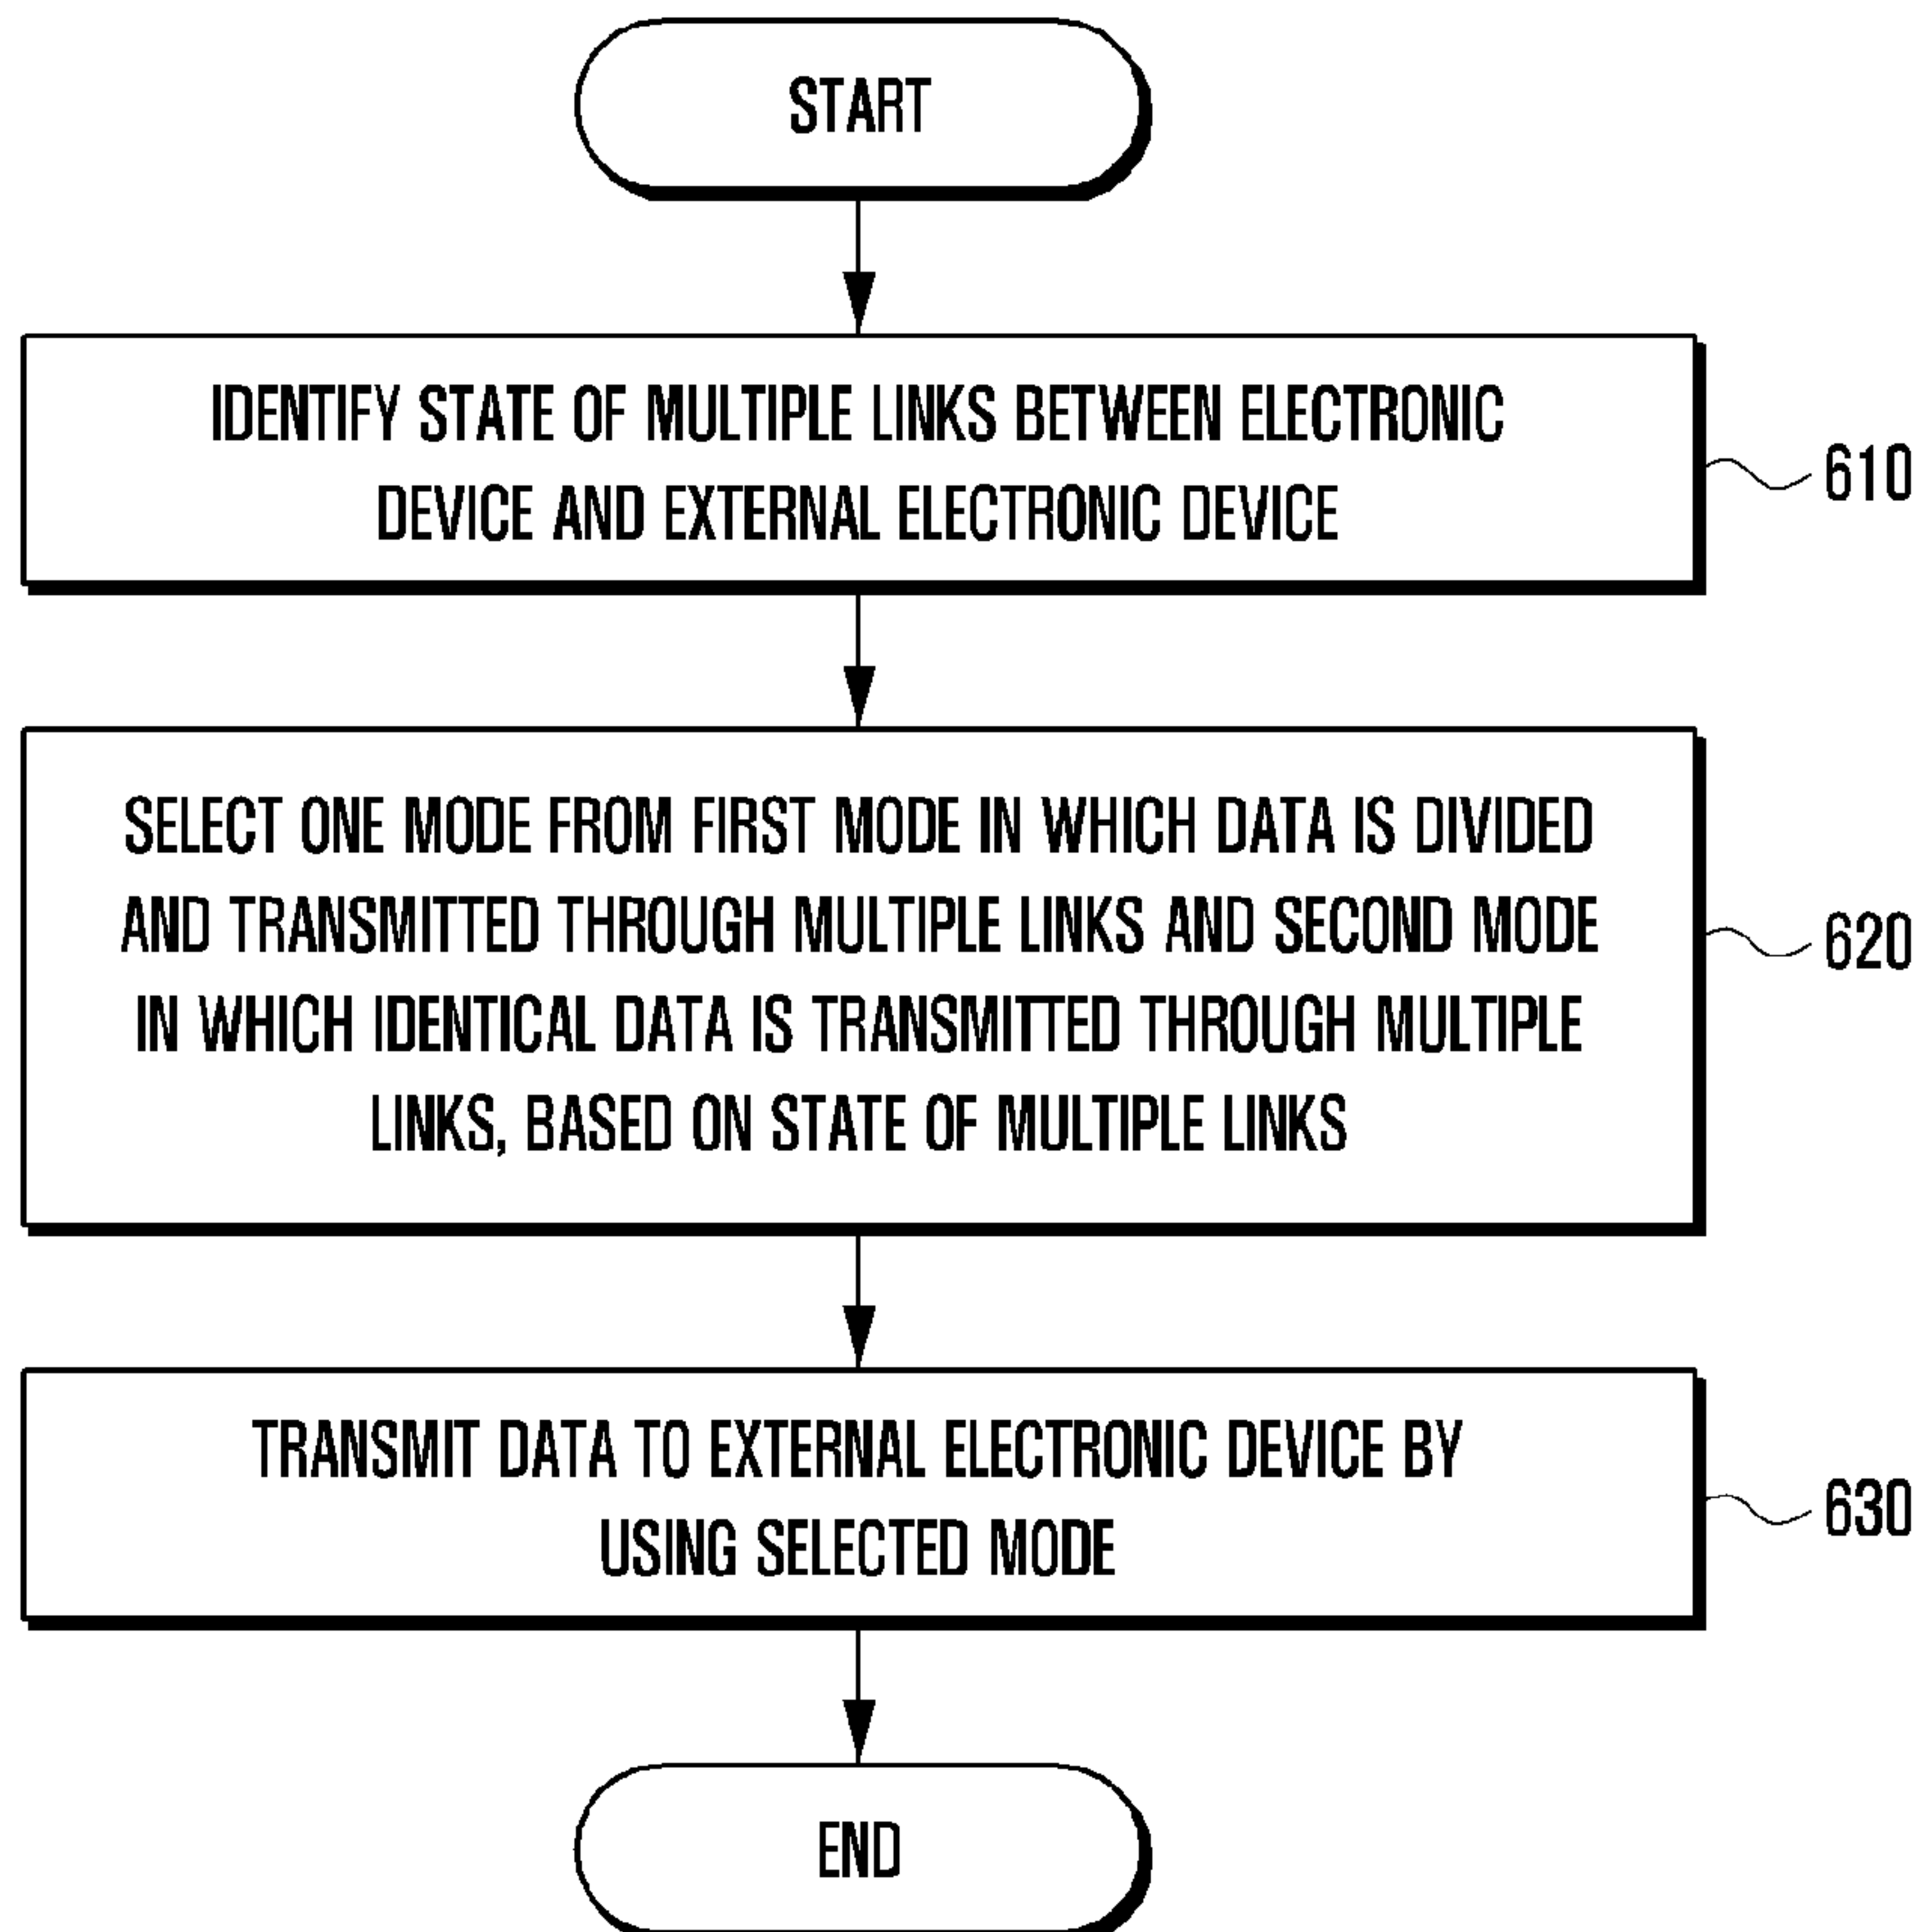 START
IDENTIFY STATE OF MULTIPLE LINKS BETWEEN ELECTRONIC
DEVICE AND EXTERNAL ELECTRONIC DEVICE
610
SELECT ONE MODE FROM FIRST MODE IN WHICH DATA IS DIVIDED
AND TRANSMITTED THROUGH MULTIPLE LINKS AND SECOND MODE
IN WHICH IDENTICAL DATA IS TRANSMITTED THROUGH MULTIPLE
LINKS, BASED ON STATE OF MULTIPLE LINKS
620
TRANSMIT DATA TO EXTERNAL ELECTRONIC DEVICE BY
USING SELECTED MODE
630
END